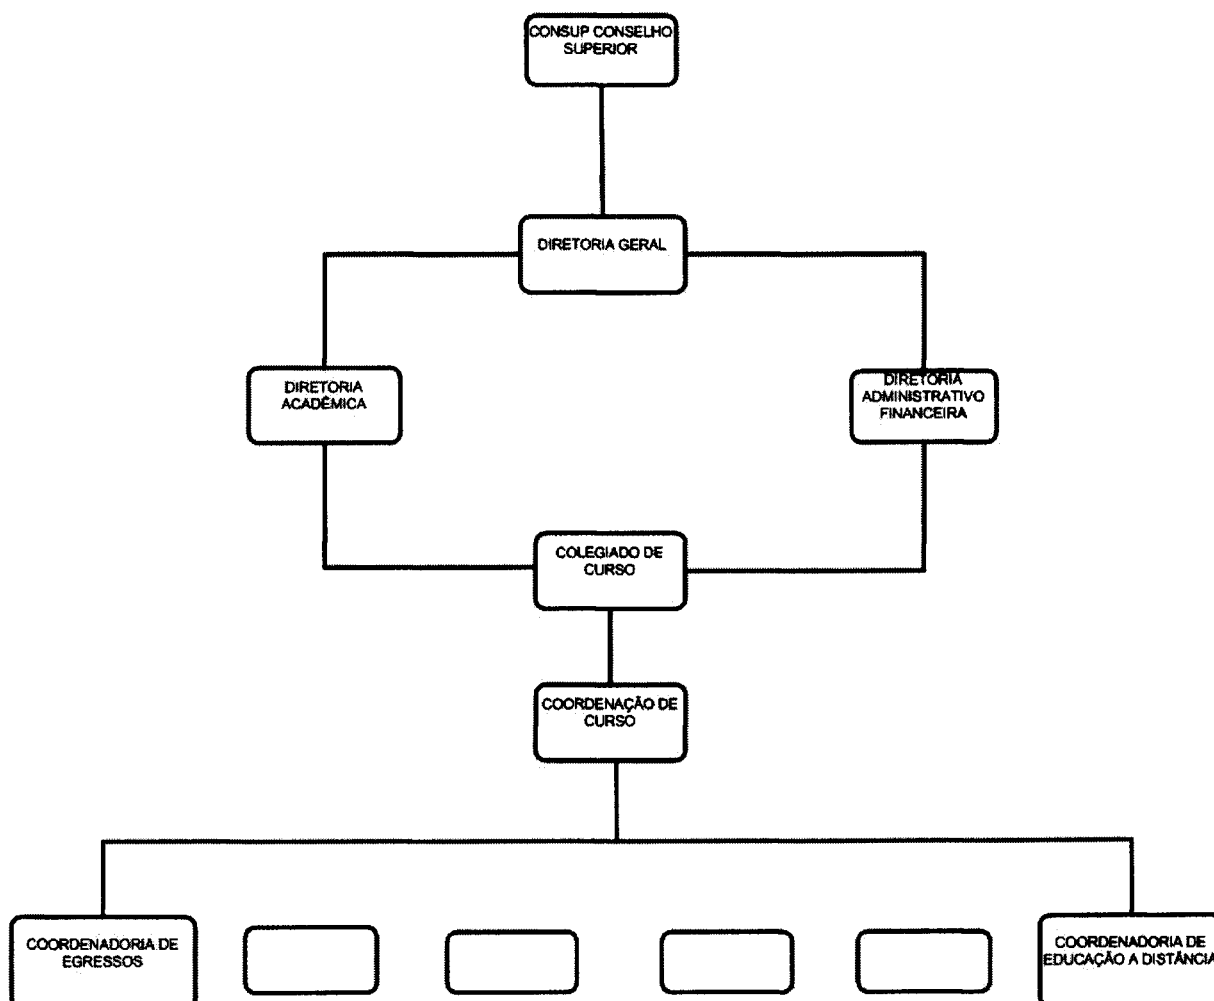 CONSUP CONSELHO
SUPERIOR
DIRETORIA GERAL
DIRETORIA
ACADÊMICA
DIRETORIA
ADMINISTRATIVO
FINANCEIRA
COLEGIADO DE
CURSO
COORDENAÇÃO DE
CURSO
COORDENADORIA DE
EGRESSOS
COORDENADORIA DE
EDUCAÇÃO A DISTÂNCIA